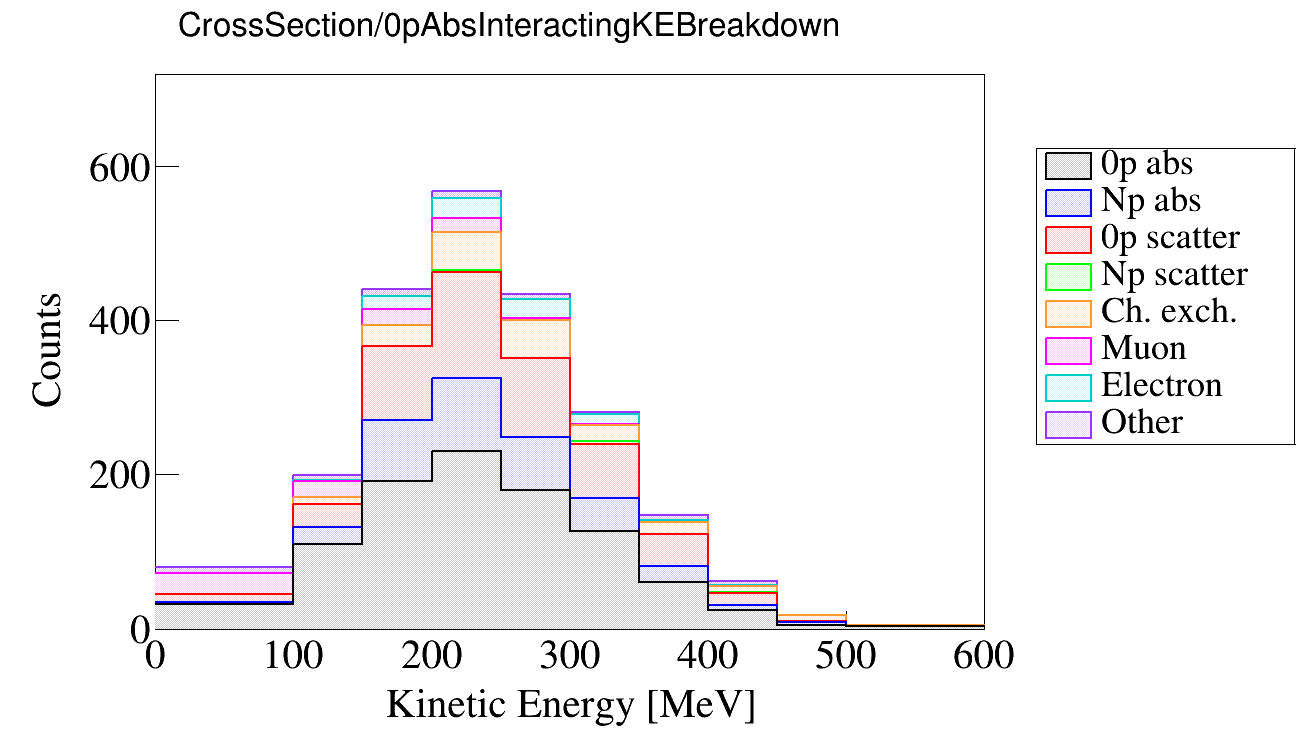 CrossSection/0pAbsInteractingKEBreakdown
600
400
200
0
Counts
0 100 200 300 400 500 600
Kinetic Energy [MeV]
0p abs
Np abs
0p scatter
Np scatter
Ch. exch.
Muon
Electron
Other